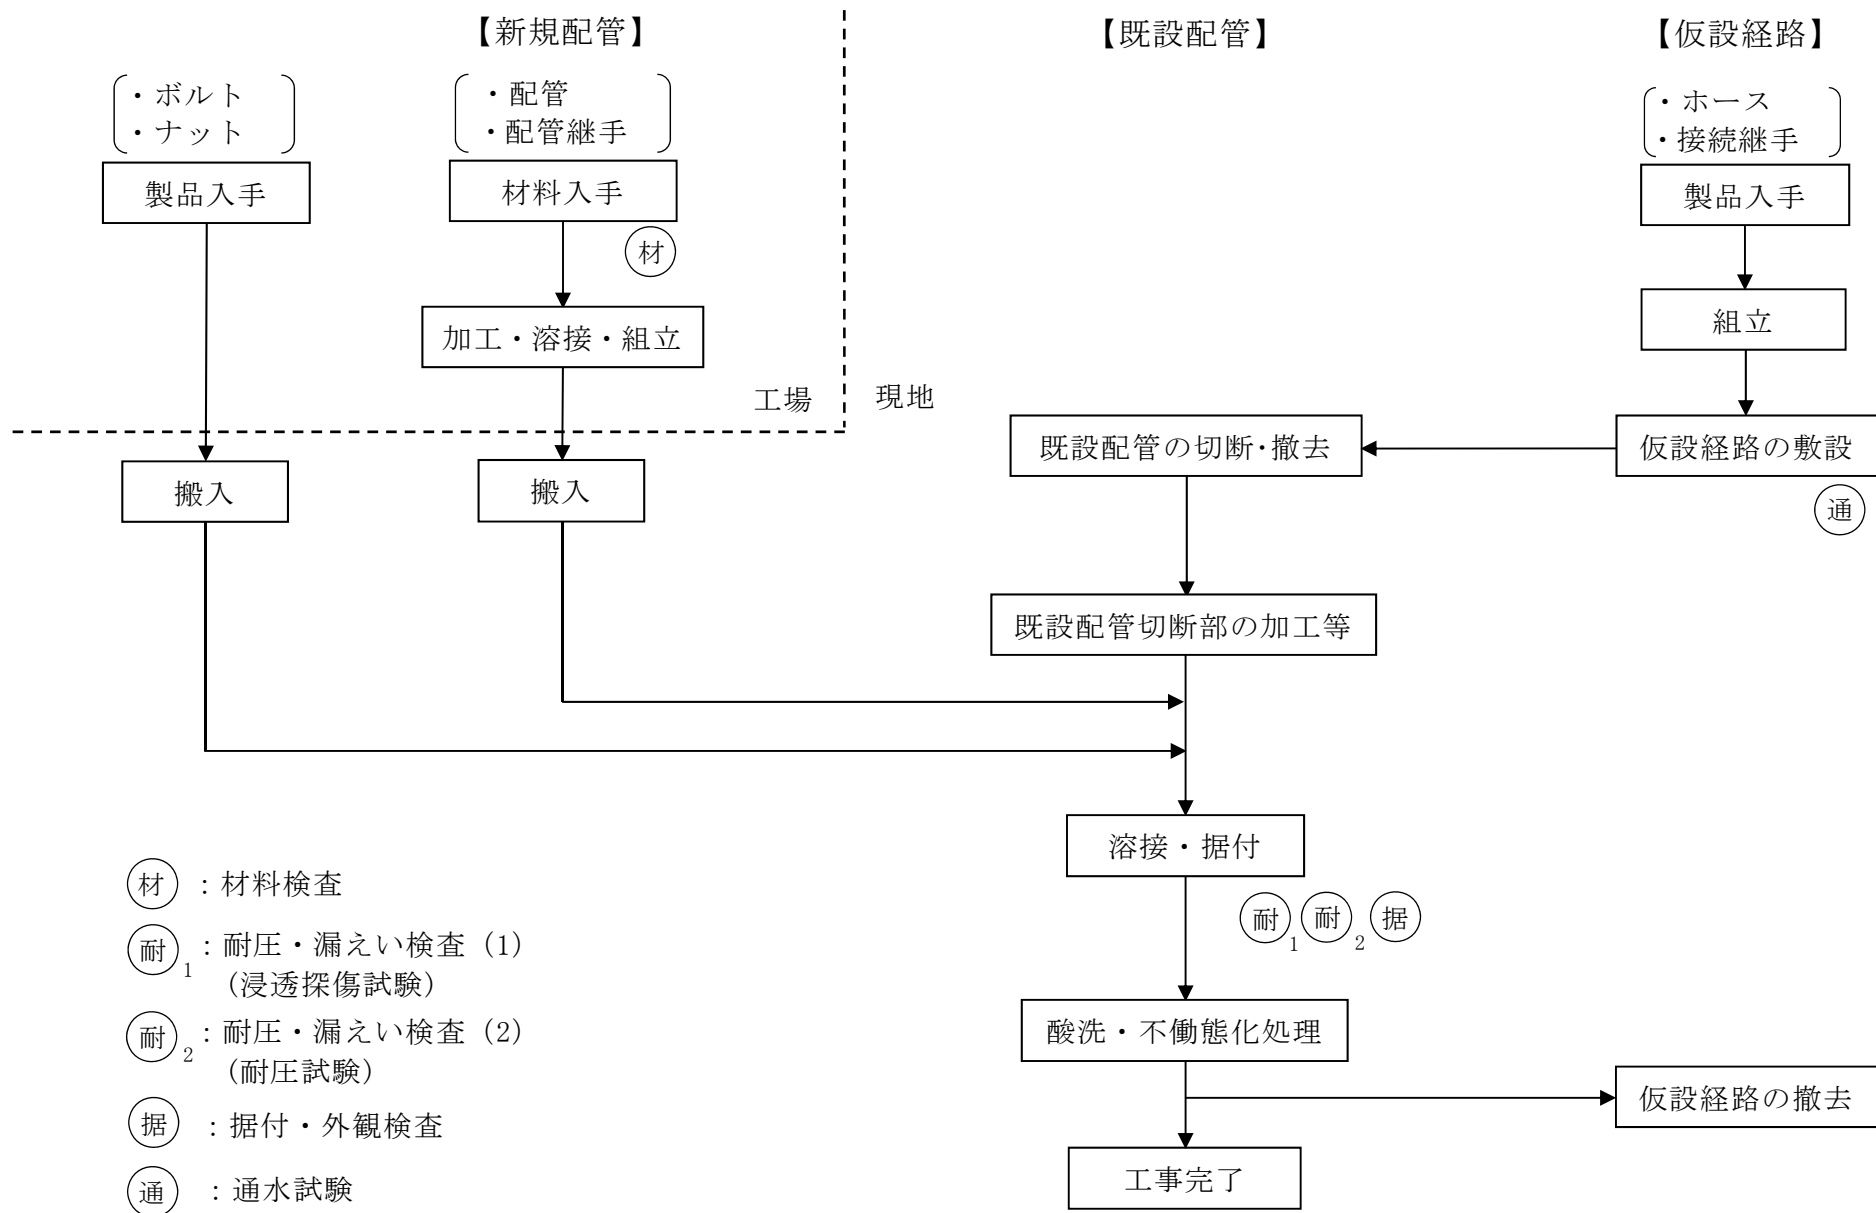 【新規配管】
【既設配管】
【仮設経路】
・ボルト
・ナット
・配管
・配管継手
・ホース
・接続継手
製品入手
材料入手
製品入手
材
加工・溶接・組立
組立
工場
現地
搬入
搬入
既設配管の切断・撤去
仮設経路の敷設
通
既設配管切断部の加工等
溶接・据付
耐1 耐2 据
酸洗・不働態化処理
仮設経路の撤去
工事完了
材 : 材料検査
耐1 : 耐圧・漏えい検査 (1)
(浸透探傷試験)
耐2 : 耐圧・漏えい検査 (2)
(耐圧試験)
据 : 据付・外観検査
通 : 通水試験